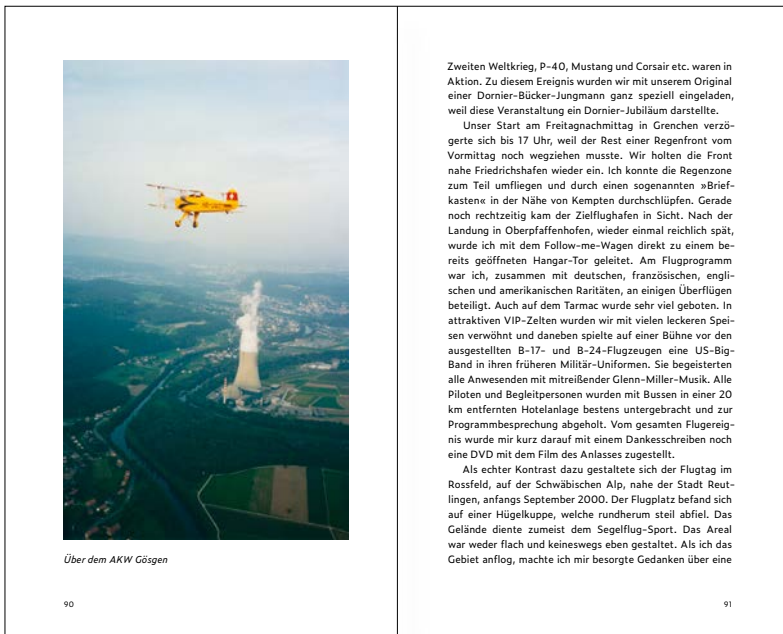 Über dem AKW Gösgen
90
Zweiten Weltkrieg, P-40, Mustang und Corsair etc. waren in
Aktion. Zu diesem Ereignis wurden wir mit unserem Original
einer Dornier-Bücker-Jungmann ganz speziell eingeladen,
weil diese Veranstaltung ein Dornier-Jubiläum darstellte.
Unser Start am Freitagnachmittag in Grenchen verzö-
gerte sich bis 17 Uhr, weil der Rest einer Regenfront vom
Vormittag noch wegziehen musste. Wir holten die Front
nahe Friedrichshafen wieder ein. Ich konnte die Regenzone
zum Teil umfliegen und durch einen sogenannten »Brief-
kasten« in der Nähe von Kempten durchschlüpfen. Gerade
noch rechtzeitig kam der Zielflughafen in Sicht. Nach der
Landung in Oberpfaffenhofen, wieder einmal reichlich spät,
wurde ich mit dem Follow-me-Wagen direkt zu einem be-
reits geöffneten Hangar-Tor geleitet. Am Flugprogramm
war ich, zusammen mit deutschen, französischen, engli-
schen und amerikanischen Raritäten, an einigen Überflügen
beteiligt. Auch auf dem Tarmac wurde sehr viel geboten. In
attraktiven VIP-Zelten wurden wir mit vielen leckeren Spei-
sen verwöhnt und daneben spielte auf einer Bühne vor den
ausgestellten B-17- und B-24-Flugzeugen eine US-Big-
Band in ihren früheren Militär-Uniformen. Sie begeisterten
alle Anwesenden mit mitreißender Glenn-Miller-Musik. Alle
Piloten und Begleitpersonen wurden mit Bussen in einer 20
km entfernten Hotelanlage bestens untergebracht und zur
Programmbesprechung abgeholt. Vom gesamten Flugereig-
nis wurde mir kurz darauf mit einem Dankesschreiben noch
eine DVD mit dem Film des Anlasses zugestellt.
Als echter Kontrast dazu gestaltete sich der Flugtag im
Rossfeld, auf der Schwäbischen Alp, nahe der Stadt Reut-
lingen, anfangs September 2000. Der Flugplatz befand sich
auf einer Hügelkuppe, welche rundherum steil abfiel. Das
Gelände diente zumeist dem Segelflug-Sport. Das Areal
war weder flach und keineswegs eben gestaltet. Als ich das
Gebiet anflog, machte ich mir besorgte Gedanken über eine
91